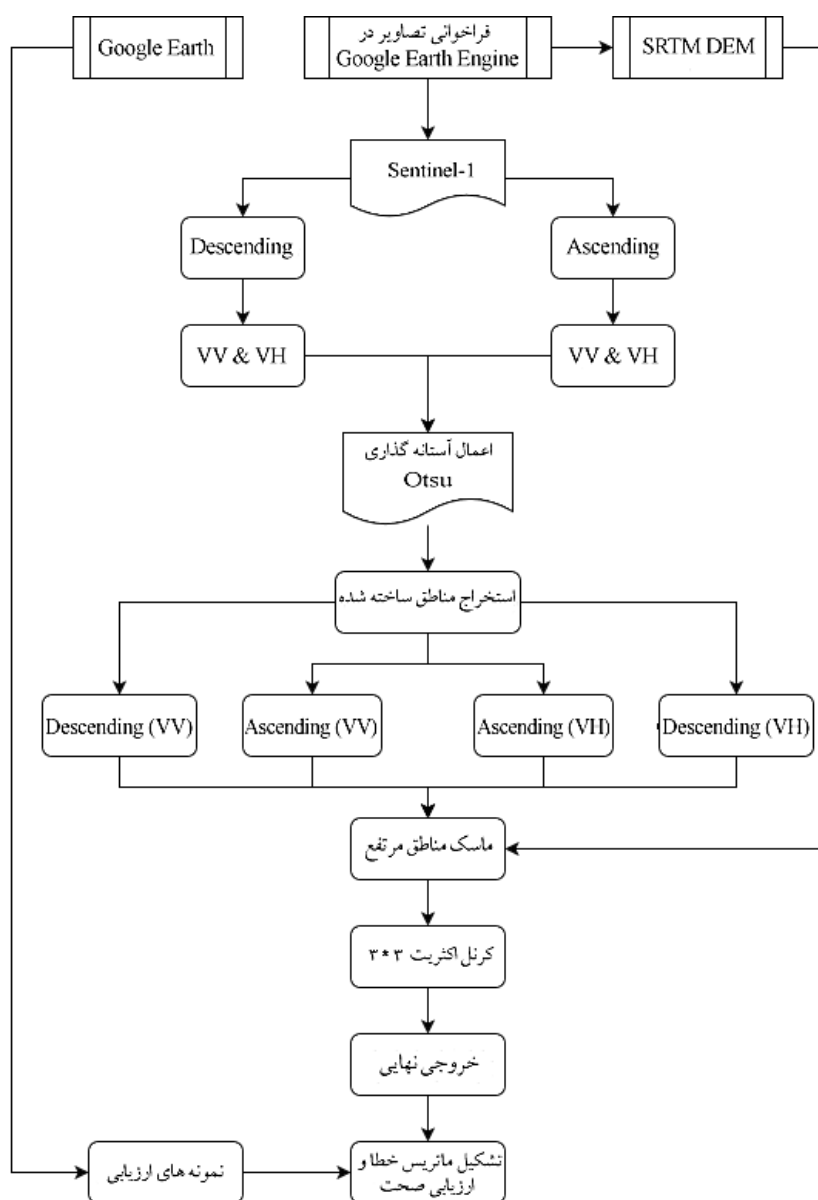 Google Earth
فراخوانی تصاویر در
Google Earth Engine
SRTM DEM
Sentinel-1
Descending
Ascending
VV & VH
VV & VH
اعمال آستانه گذاری
Otsu
استخراج مناطق ساخته شده
Descending (VV)
Ascending (VV)
Ascending (VH)
Descending (VH)
ماسک مناطق مرتفع
کرنل اکثریت ۳*۳
خروجی نهایی
نمونه های ارزیابی
تشکیل ماتریس خطا و
ارزیابی صحت